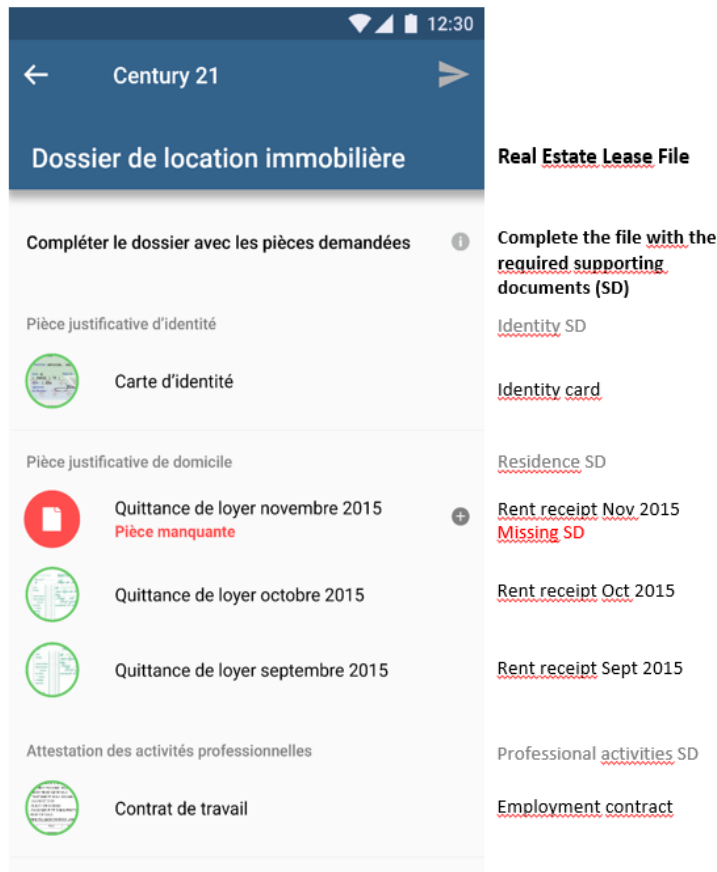 12:30
Century 21
Dossier de location immobilière
Real Estate Lease File
Compléter le dossier avec les pièces demandées
Complete the file with the
required supporting
documents (SD)
Pièce justificative d'identité
Identity SD
Carte d'identité
Identity card
Pièce justificative de domicile
Residence SD
Quittance de loyer novembre 2015
Rent receipt Nov 2015
Pièce manquante
Missing SD
Quittance de loyer octobre 2015
Rent receipt Oct 2015
Quittance de loyer septembre 2015
Rent receipt Sept 2015
Attestation des activités professionnelles
Professional activities SD
Contrat de travail
Employment contract